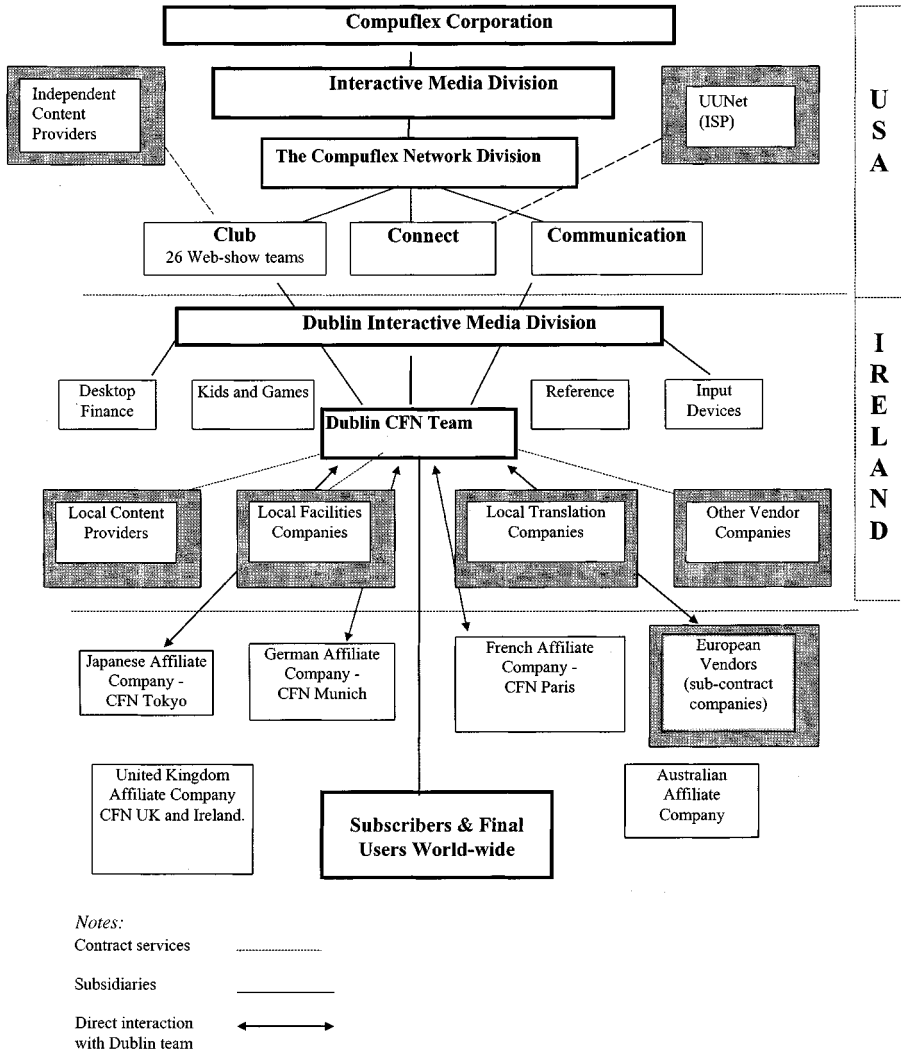 Compuflex Corporation
Interactive Media Division
Independent
Content
Providers
UUNet
(ISP)
The Compuflex Network Division
Club
26 Web-show teams
Connect
Communication
U
S
A
Dublin Interactive Media Division
Desktop
Finance
Kids and Games
Reference
Input
Devices
Dublin CFN Team
I
R
E
L
A
N
D
Local Content
Providers
Local Facilities
Companies
Local Translation
Companies
Other Vendor
Companies
Japanese Affiliate
Company -
CFN Tokyo
German Affiliate
Company -
CFN Munich
French Affiliate
Company -
CFN Paris
European
Vendors
(sub-contract
companies)
United Kingdom
Affiliate Company
CFN UK and Ireland.
Subscribers & Final
Users World-wide
Australian
Affiliate
Company
Notes:
Contract services
Subsidiaries
Direct interaction
with Dublin team